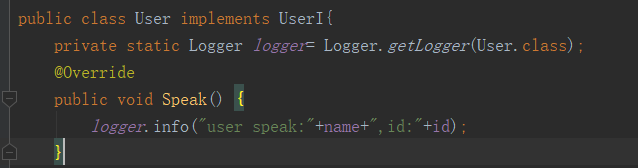 public class User implements UserI{
private static Logger logger= Logger.getLogger(User.class);
@Override
public void Speak() {
logger.info("user speak:"+name+",id:"+id);
}